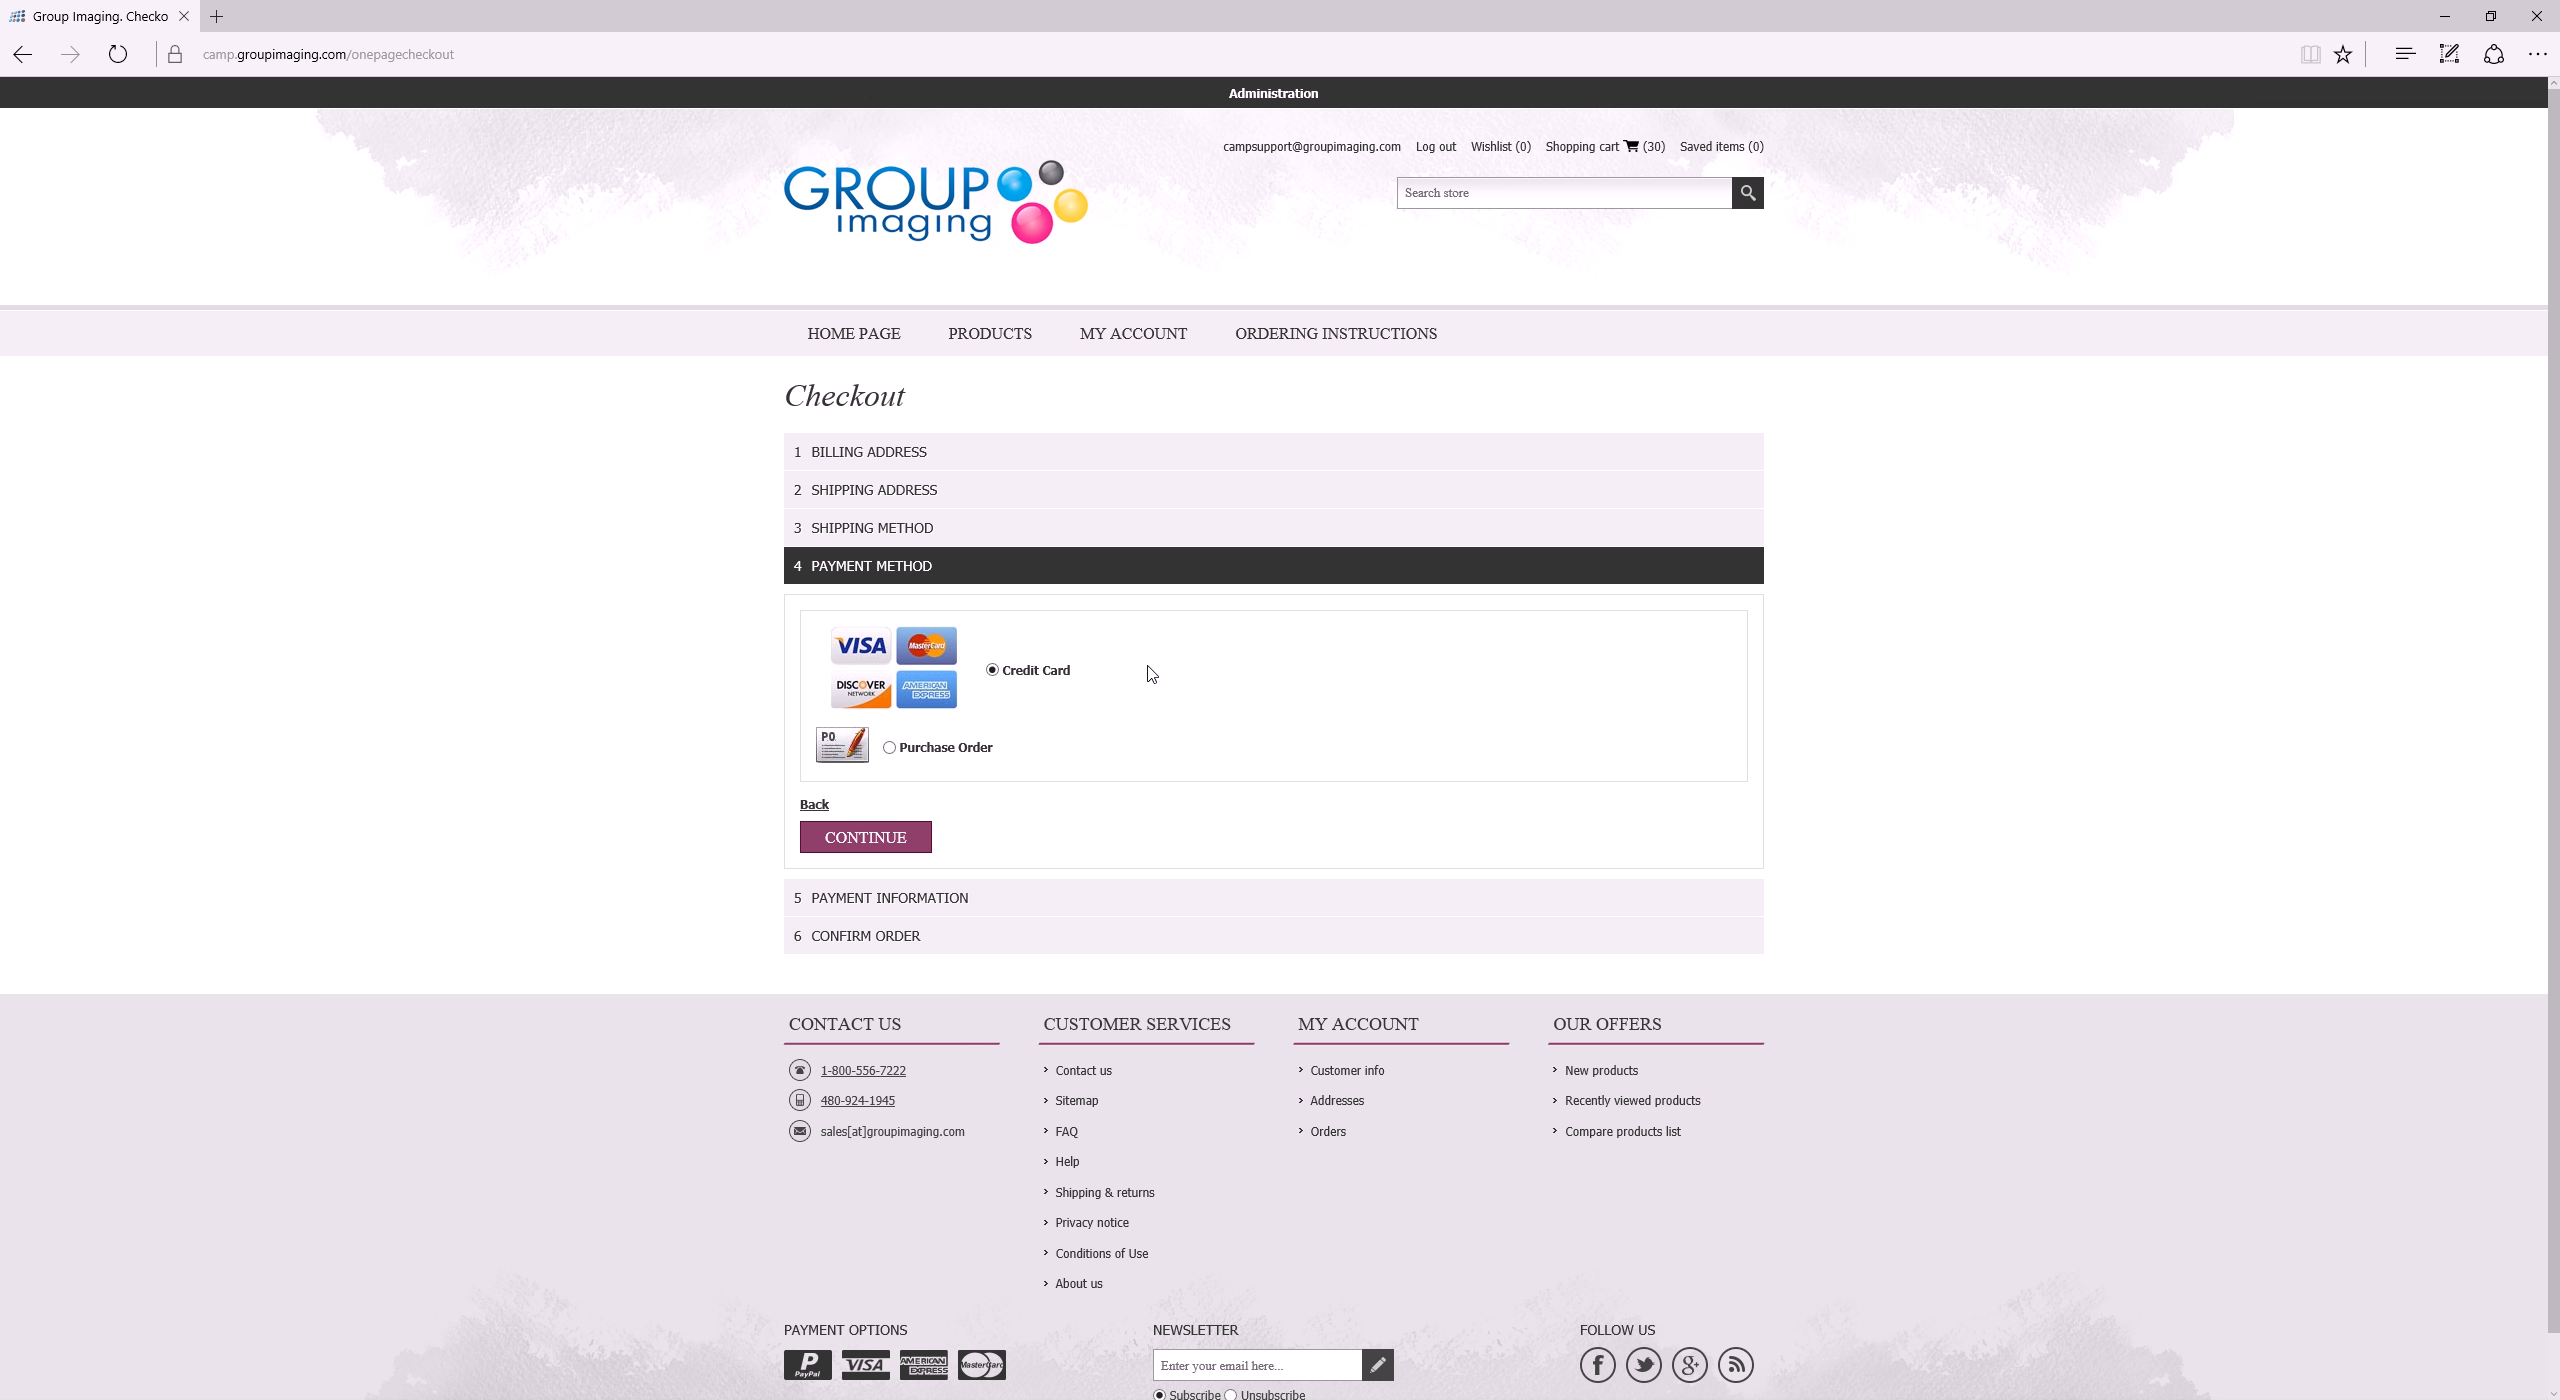 Group Imaging. Checko
camp.groupimaging.com/onepagecheckout
Administration
campsupport@groupimaging.com Log out Wishlist (0) Shopping cart (30) Saved items (0)
GROUP
imaging
Search store
HOME PAGE PRODUCTS MY ACCOUNT ORDERING INSTRUCTIONS
Checkout
1 BILLING ADDRESS
2 SHIPPING ADDRESS
3 SHIPPING METHOD
4 PAYMENT METHOD
VISA MasterCard
DISCOVER NETWORK AMERICAN EXPRESS
Credit Card
PO
Purchase Order
Back
CONTINUE
5 PAYMENT INFORMATION
6 CONFIRM ORDER
CONTACT US
1-800-556-7222
480-924-1945
sales[at]groupimaging.com
CUSTOMER SERVICES
Contact us
Sitemap
FAQ
Help
Shipping & returns
Privacy notice
Conditions of Use
About us
MY ACCOUNT
Customer info
Addresses
Orders
OUR OFFERS
New products
Recently viewed products
Compare products list
PAYMENT OPTIONS
P PayPal VISA AMERICAN EXPRESS MasterCard
NEWSLETTER
Enter your email here...
Subscribe Unsubscribe
FOLLOW US